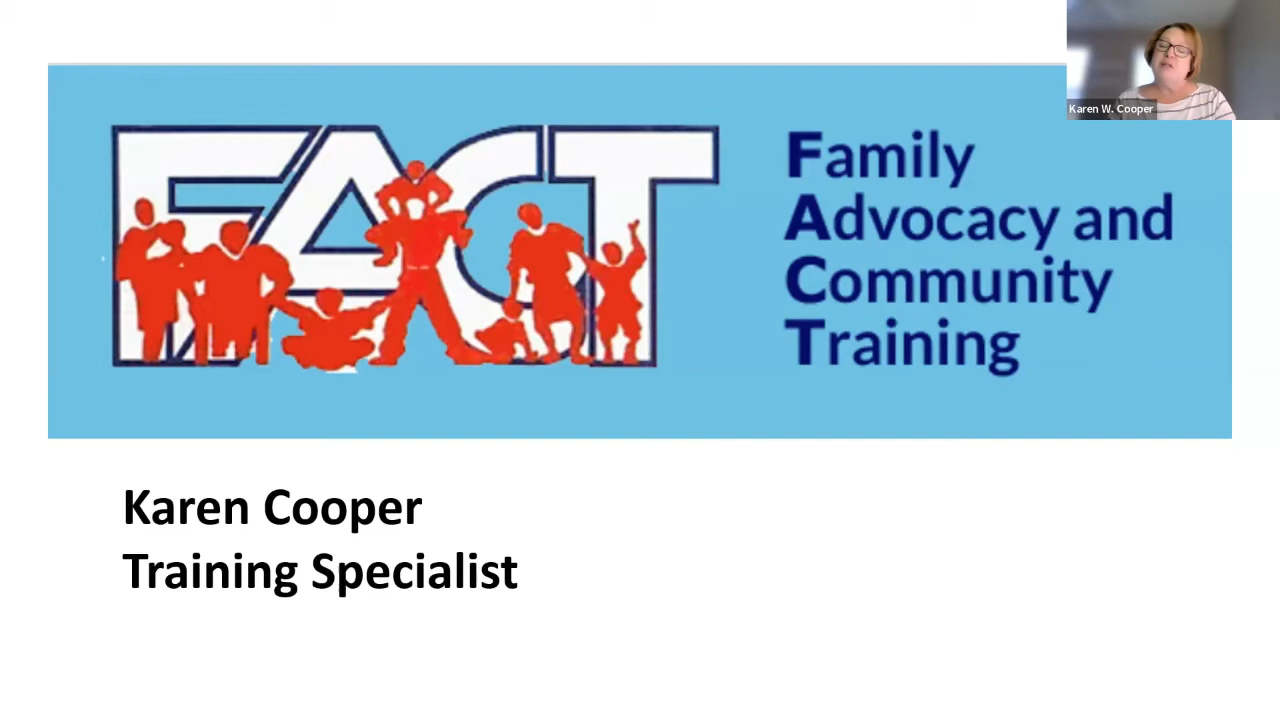 Karen W. Cooper
FACT
Family
Advocacy and
Community
Training
Karen Cooper
Training Specialist